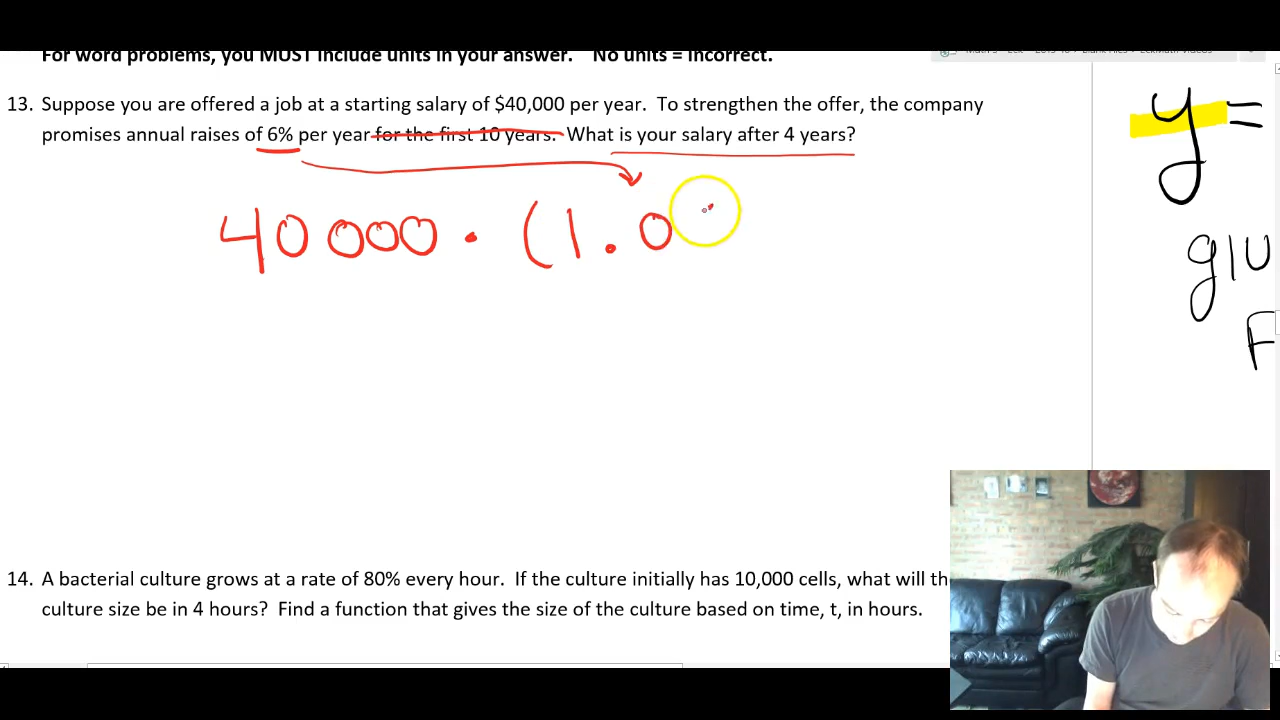 For word problems, you MUST include units in your answer. No units = Incorrect.
13. Suppose you are offered a job at a starting salary of $40,000 per year. To strengthen the offer, the company
promises annual raises of 6% per year for the first 10 years. What is your salary after 4 years?
y=
40 000 · (1.0
giv
F
14. A bacterial culture grows at a rate of 80% every hour. If the culture initially has 10,000 cells, what will th
culture size be in 4 hours? Find a function that gives the size of the culture based on time, t, in hours.